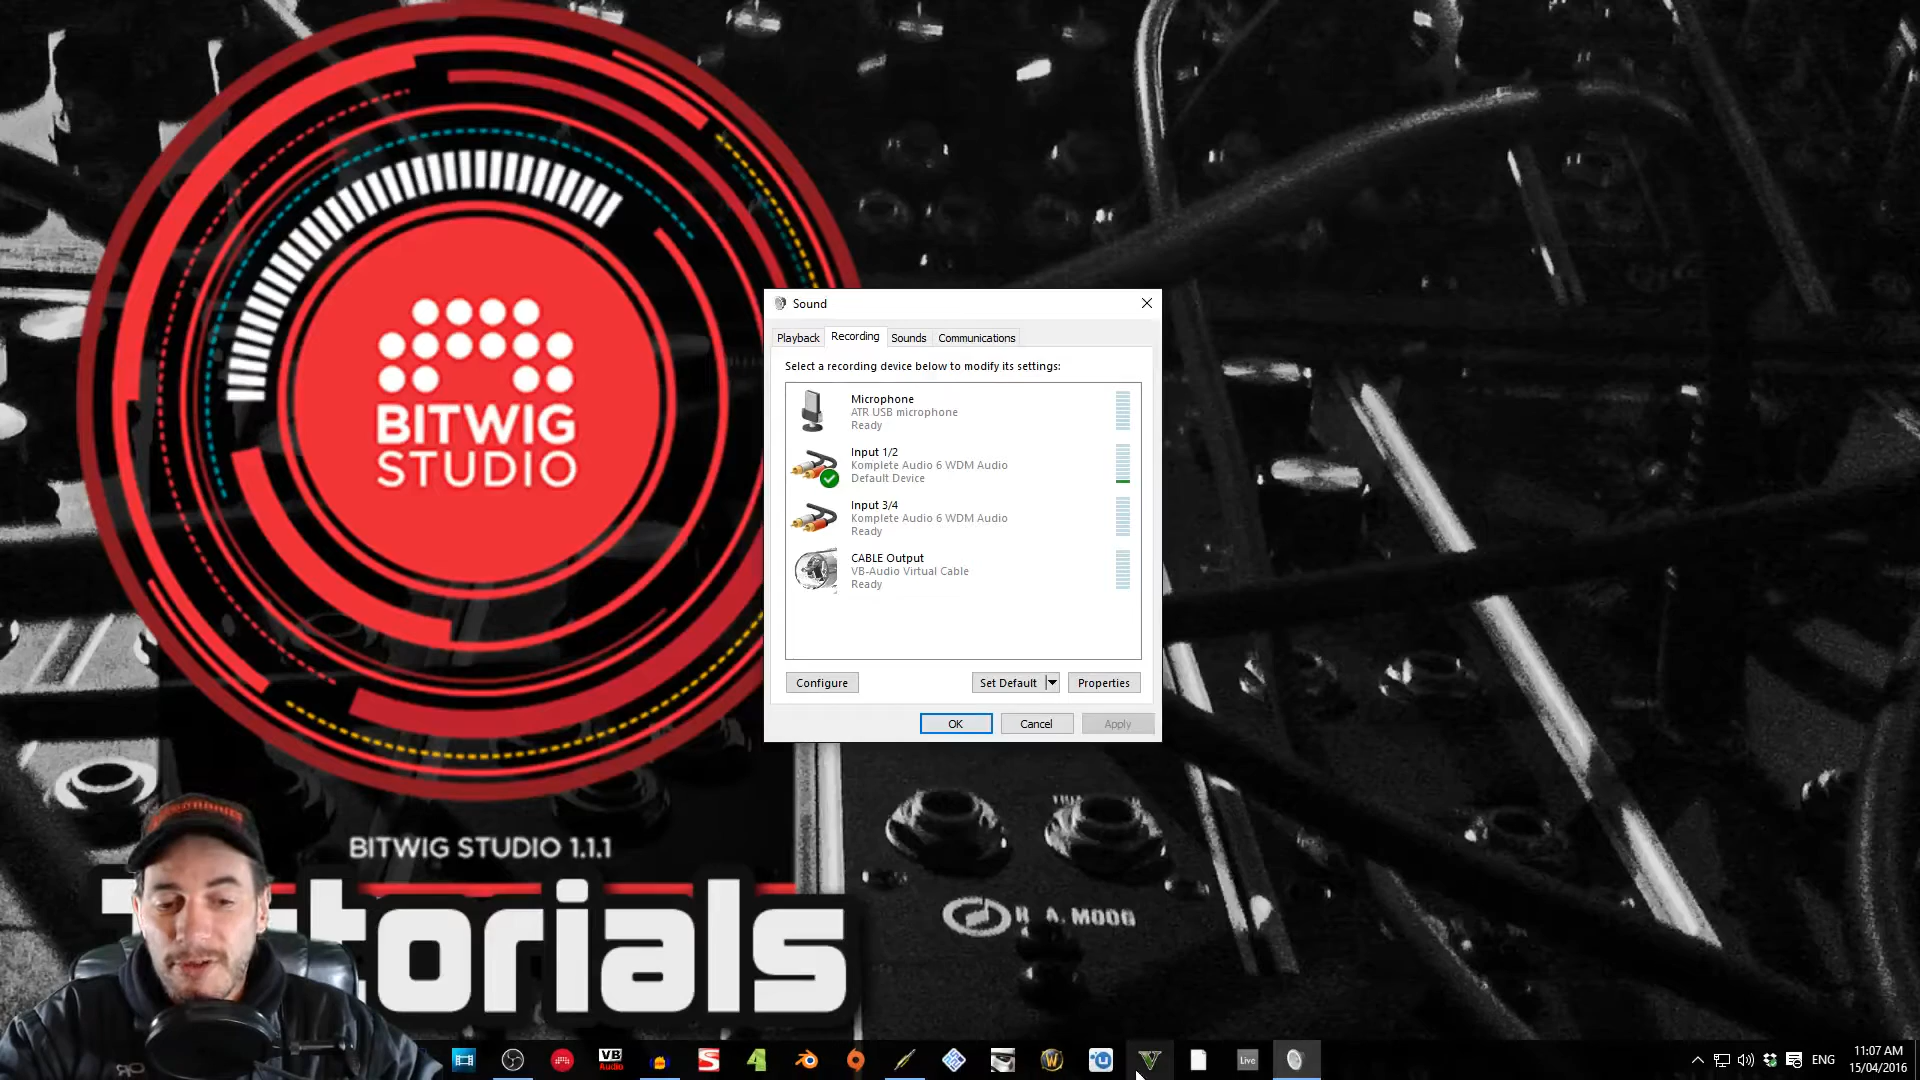 BITWIG
STUDIO
BITWIG STUDIO 1.1.1
torials
Sound
Playback
Recording
Sounds
Communications
Select a recording device below to modify its settings:
Microphone
ATR USB microphone
Ready
Input 1/2
Komplete Audio 6 WDM Audio
Default Device
Input 3/4
Komplete Audio 6 WDM Audio
Ready
CABLE Output
VB-Audio Virtual Cable
Ready
Configure
Set Default
Properties
OK
Cancel
Apply
A. MOOG
VB
Audio
Live
ENG
11:07 AM
15/04/2016